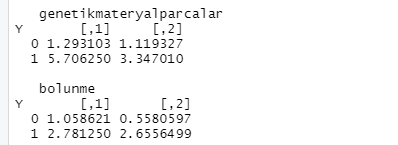 genetikmateryalparcalar
Y [,1] [,2]
0 1.293103 1.119327
1 5.706250 3.347010
bolunme
Y [,1] [,2]
0 1.058621 0.5580597
1 2.781250 2.6556499